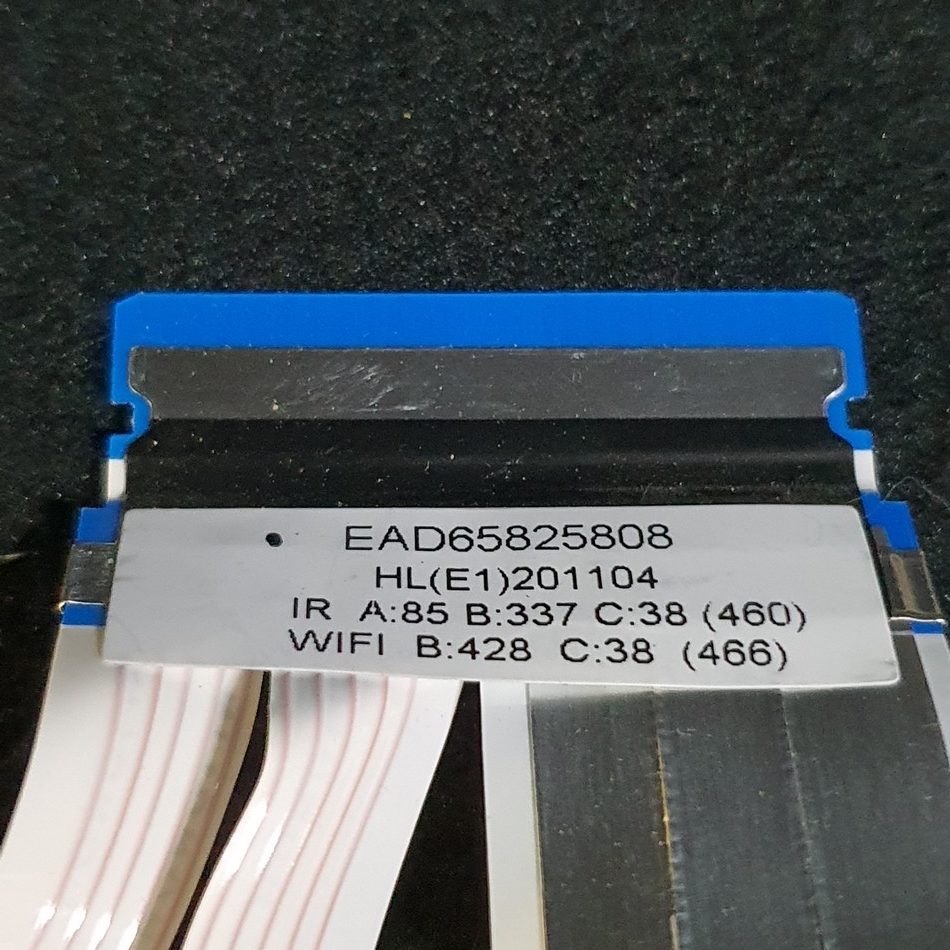 EAD65825808
HL(E1)201104
IR A:85 B:337 C:38 (460)
WIFI B:428 C:38 (466)